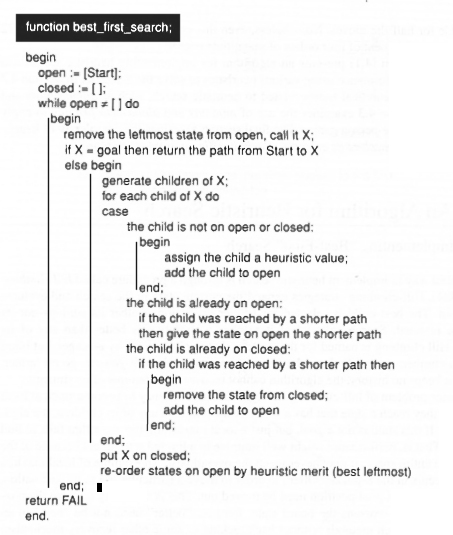 function best_first_search;
begin
open := [Start];
closed := [ ];
while open ≠ [ ] do
begin
remove the leftmost state from open, call it X;
if X = goal then return the path from Start to X
else begin
generate children of X;
for each child of X do
case
the child is not on open or closed:
begin
assign the child a heuristic value;
add the child to open
end;
the child is already on open:
if the child was reached by a shorter path
then give the state on open the shorter path
the child is already on closed:
if the child was reached by a shorter path then
begin
remove the state from closed;
add the child to open
end;
end;
put X on closed;
re-order states on open by heuristic merit (best leftmost)
end;
return FAIL
end.